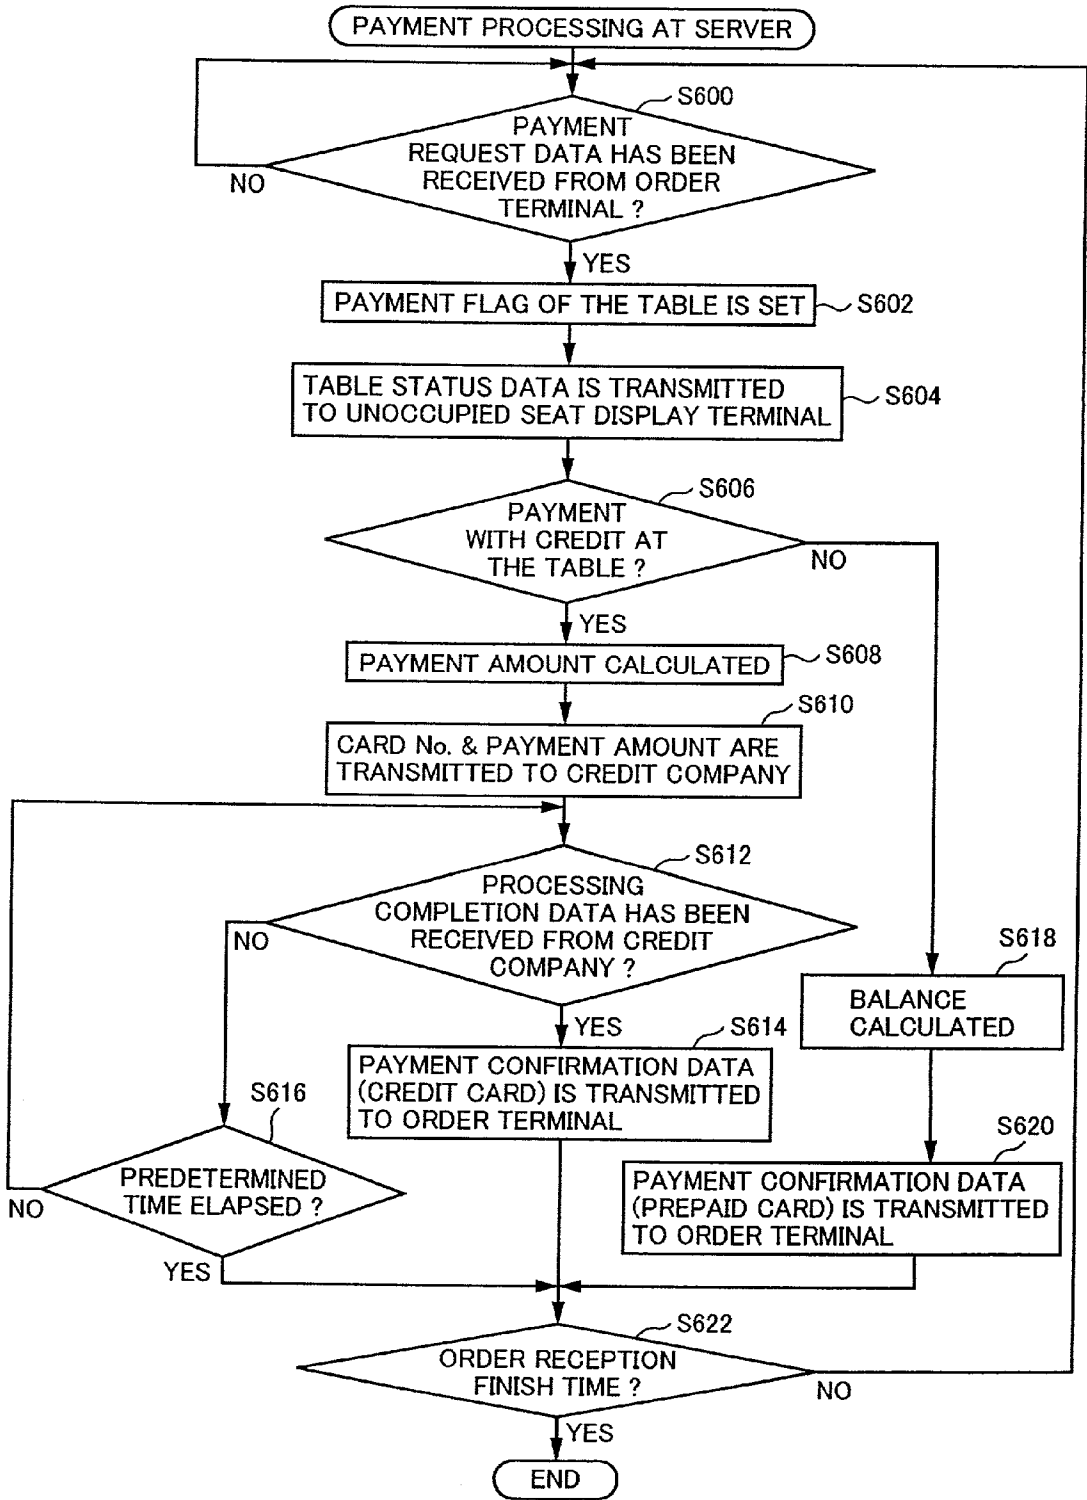 PAYMENT PROCESSING AT SERVER
S600
PAYMENT
REQUEST DATA HAS BEEN
RECEIVED FROM ORDER
TERMINAL ?
NO
YES
PAYMENT FLAG OF THE TABLE IS SET
S602
TABLE STATUS DATA IS TRANSMITTED
TO UNOCCUPIED SEAT DISPLAY TERMINAL
S604
S606
PAYMENT
WITH CREDIT AT
THE TABLE ?
NO
YES
PAYMENT AMOUNT CALCULATED
S608
S610
CARD No. & PAYMENT AMOUNT ARE
TRANSMITTED TO CREDIT COMPANY
S612
PROCESSING
COMPLETION DATA HAS BEEN
RECEIVED FROM CREDIT
COMPANY ?
NO
YES
S618
BALANCE
CALCULATED
S614
PAYMENT CONFIRMATION DATA
(CREDIT CARD) IS TRANSMITTED
TO ORDER TERMINAL
S616
PREDETERMINED
TIME ELAPSED ?
NO
YES
S620
PAYMENT CONFIRMATION DATA
(PREPAID CARD) IS TRANSMITTED
TO ORDER TERMINAL
S622
ORDER RECEPTION
FINISH TIME ?
NO
YES
END